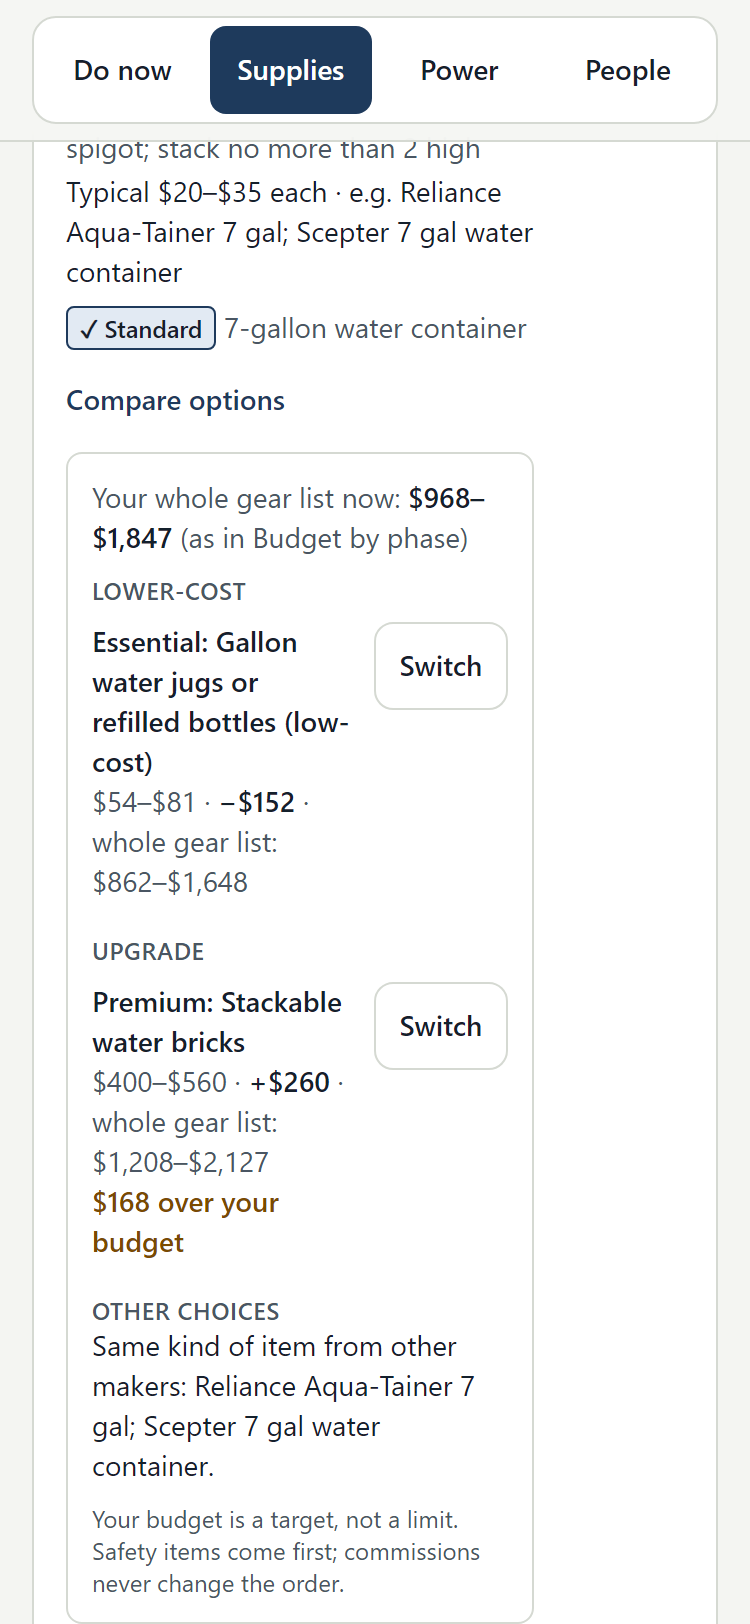 Do now
Supplies
Power
People
spigot; stack no more than 2 high
Typical $20–$35 each · e.g. Reliance
Aqua-Tainer 7 gal; Scepter 7 gal water
container
✓ Standard 7-gallon water container
Compare options
Your whole gear list now: $968–
$1,847 (as in Budget by phase)
LOWER-COST
Essential: Gallon
water jugs or
refilled bottles (low-
cost)
Switch
$54–$81 · −$152 ·
whole gear list:
$862–$1,648
UPGRADE
Premium: Stackable
water bricks
Switch
$400–$560 · +$260 ·
whole gear list:
$1,208–$2,127
$168 over your
budget
OTHER CHOICES
Same kind of item from other
makers: Reliance Aqua-Tainer 7
gal; Scepter 7 gal water
container.
Your budget is a target, not a limit.
Safety items come first; commissions
never change the order.